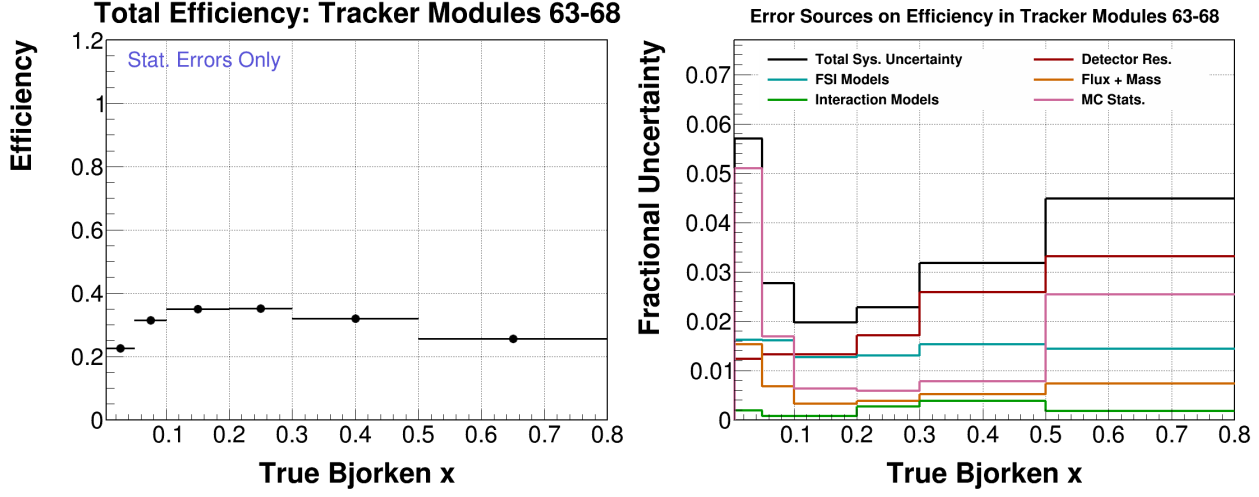 Total Efficiency: Tracker Modules 63-68
Stat. Errors Only
Efficiency
1.2
1
0.8
0.6
0.4
0.2
0
0.1 0.2 0.3 0.4 0.5 0.6 0.7 0.8
True Bjorken x
Error Sources on Efficiency in Tracker Modules 63-68
Total Sys. Uncertainty
FSI Models
Interaction Models
Detector Res.
Flux + Mass
MC Stats.
Fractional Uncertainty
0.07
0.06
0.05
0.04
0.03
0.02
0.01
0
0.1 0.2 0.3 0.4 0.5 0.6 0.7 0.8
True Bjorken x